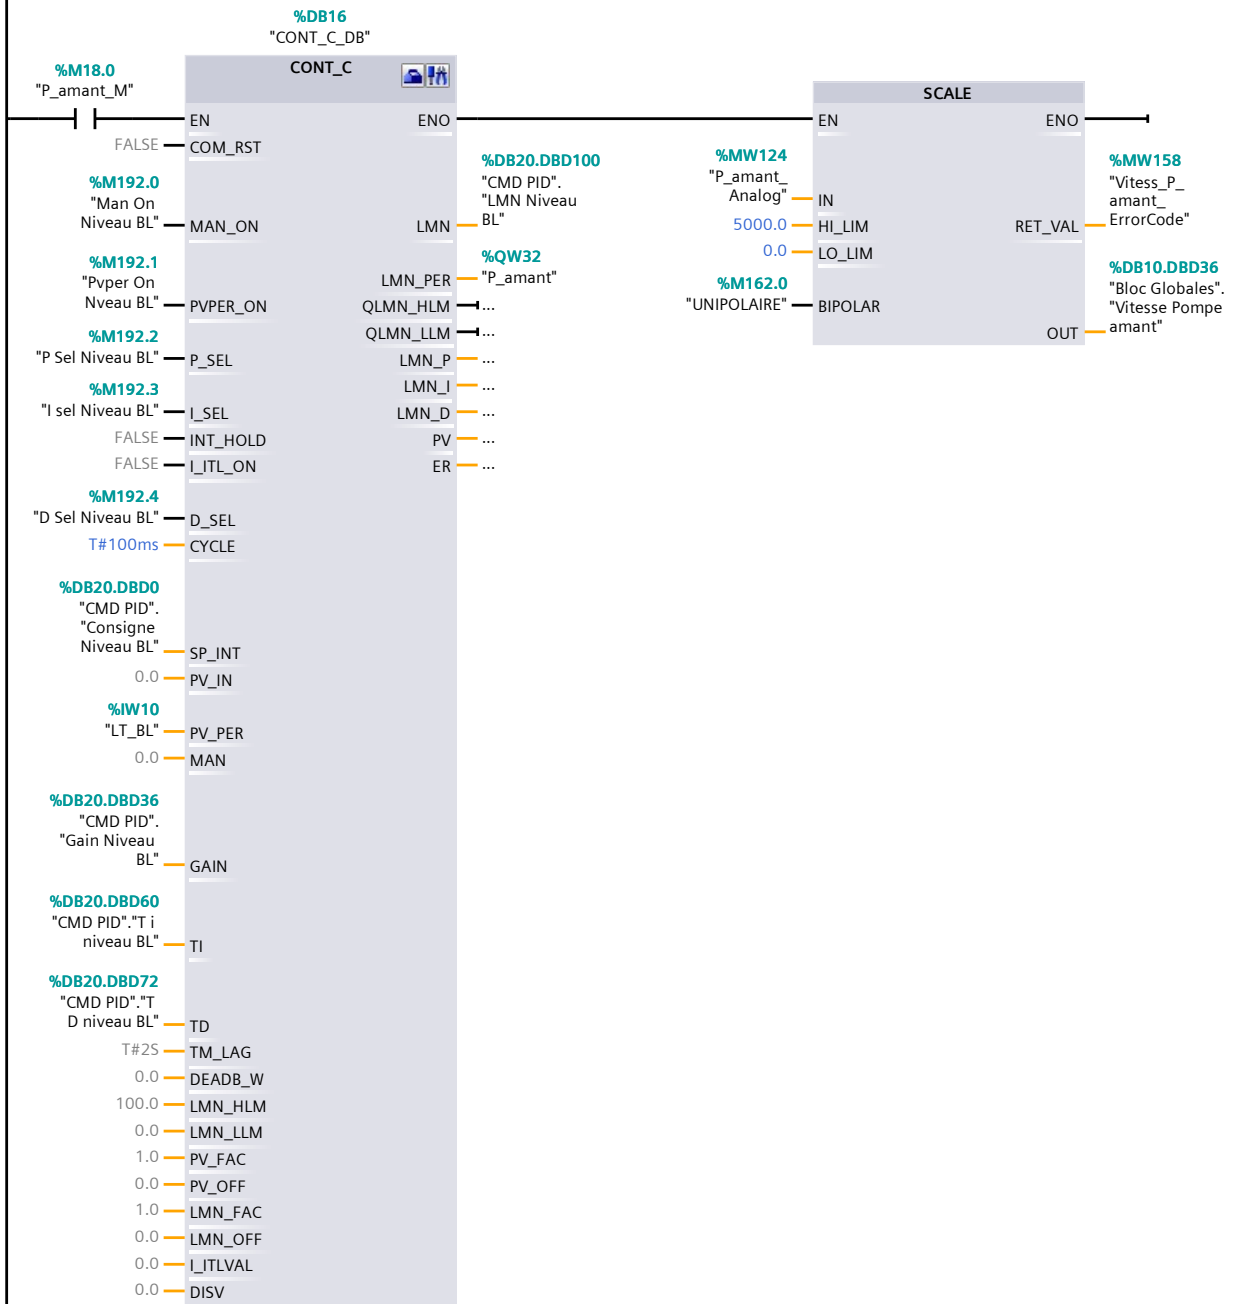 %DB16
"CONT_C_DB"
CONT_C
%M18.0
"P_amant_M"
EN
ENO
FALSE
COM_RST
%M192.0
"Man On
Niveau BL"
MAN_ON
%DB20.DBD100
"CMD PID".
"LMN Niveau
BL"
LMN
%M192.1
"Pvper On
Nveau BL"
PVPER_ON
%QW32
"P_amant"
LMN_PER
QLMN_HLM
...
QLMN_LLM
...
%M192.2
"P Sel Niveau BL"
P_SEL
LMN_P
...
%M192.3
"I sel Niveau BL"
I_SEL
LMN_I
...
LMN_D
...
FALSE
INT_HOLD
PV
...
FALSE
I_ITL_ON
ER
...
%M192.4
"D Sel Niveau BL"
D_SEL
T#100ms
CYCLE
%DB20.DBD0
"CMD PID".
"Consigne
Niveau BL"
SP_INT
0.0
PV_IN
%IW10
"LT_BL"
PV_PER
0.0
MAN
%DB20.DBD36
"CMD PID".
"Gain Niveau
BL"
GAIN
%DB20.DBD60
"CMD PID"."T i
niveau BL"
TI
%DB20.DBD72
"CMD PID"."T
D niveau BL"
TD
T#2S
TM_LAG
0.0
DEADB_W
100.0
LMN_HLM
0.0
LMN_LLM
1.0
PV_FAC
0.0
PV_OFF
1.0
LMN_FAC
0.0
LMN_OFF
0.0
I_ITLVAL
0.0
DISV
SCALE
EN
ENO
%MW124
"P_amant_
Analog"
IN
5000.0
HI_LIM
0.0
LO_LIM
%M162.0
"UNIPOLAIRE"
BIPOLAR
%MW158
"Vitess_P_
amant_
ErrorCode"
RET_VAL
%DB10.DBD36
"Bloc Globales".
"Vitesse Pompe
amant"
OUT